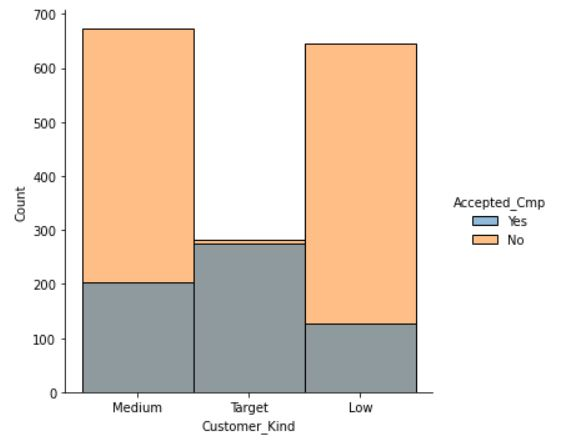 700
600
500
400
300
200
100
0
Count
Medium Target Low
Customer_Kind
Accepted_Cmp
Yes
No